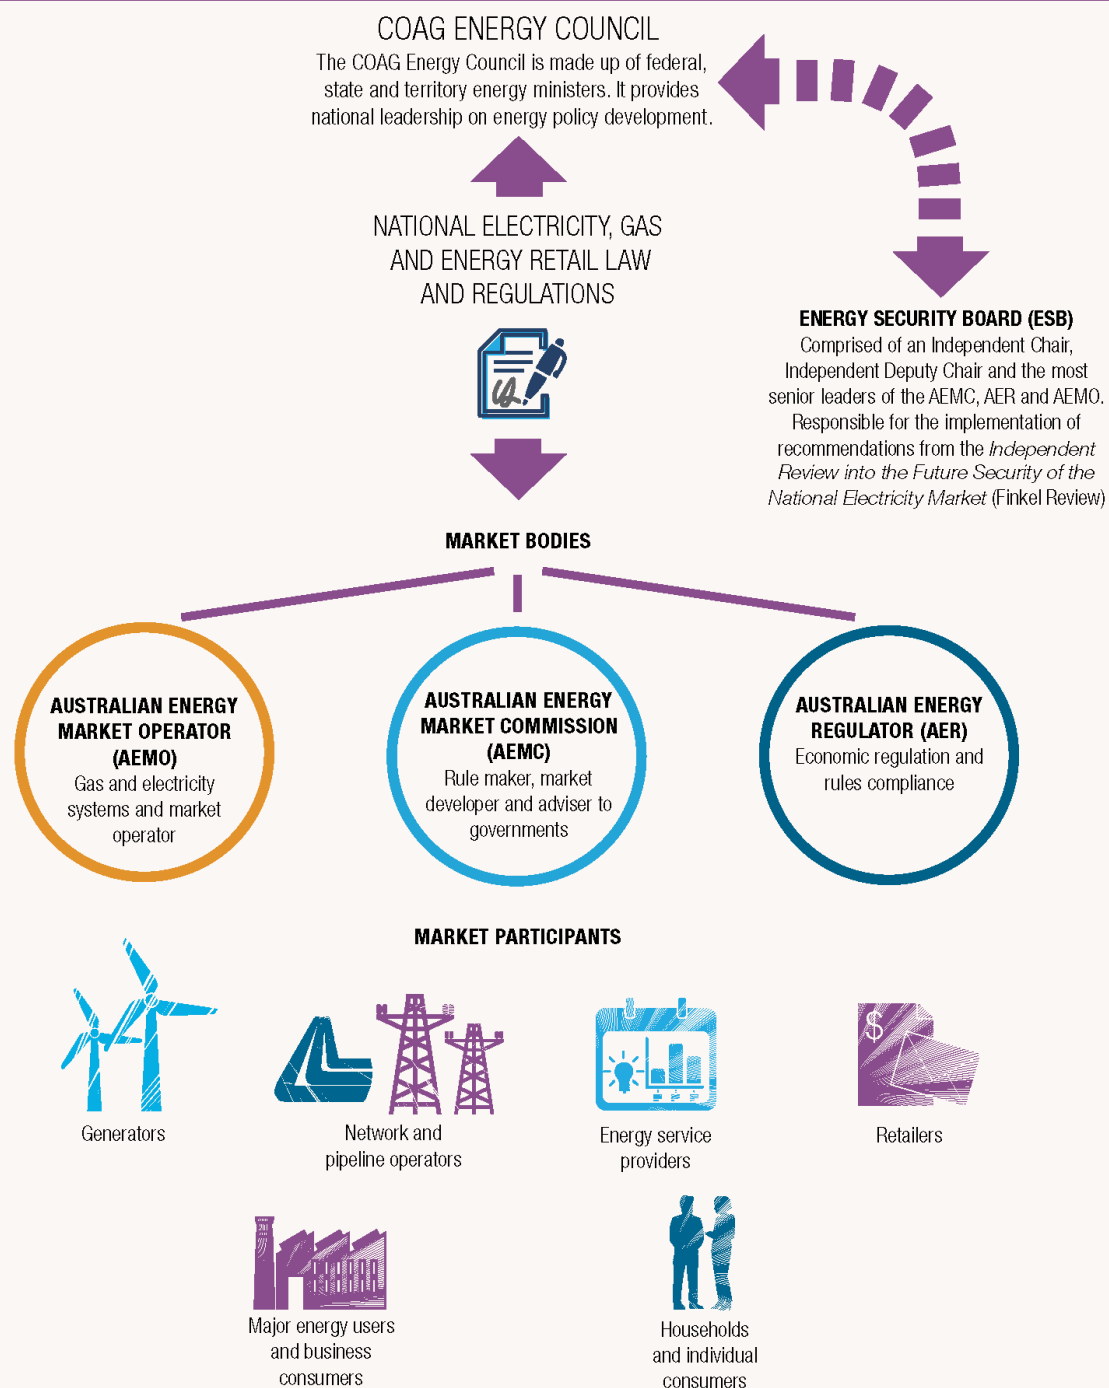 COAG ENERGY COUNCIL
The COAG Energy Council is made up of federal,
state and territory energy ministers. It provides
national leadership on energy policy development.
NATIONAL ELECTRICITY, GAS
AND ENERGY RETAIL LAW
AND REGULATIONS
ENERGY SECURITY BOARD (ESB)
Comprised of an Independent Chair,
Independent Deputy Chair and the most
senior leaders of the AEMC, AER and AEMO.
Responsible for the implementation of
recommendations from the Independent
Review into the Future Security of the
National Electricity Market (Finkel Review)
MARKET BODIES
AUSTRALIAN ENERGY
MARKET OPERATOR
(AEMO)
Gas and electricity
systems and market
operator
AUSTRALIAN ENERGY
MARKET COMMISSION
(AEMC)
Rule maker, market
developer and adviser to
governments
AUSTRALIAN ENERGY
REGULATOR (AER)
Economic regulation and
rules compliance
MARKET PARTICIPANTS
$
Generators
Network and
pipeline operators
Energy service
providers
Retailers
Major energy users
and business
consumers
Households
and individual
consumers